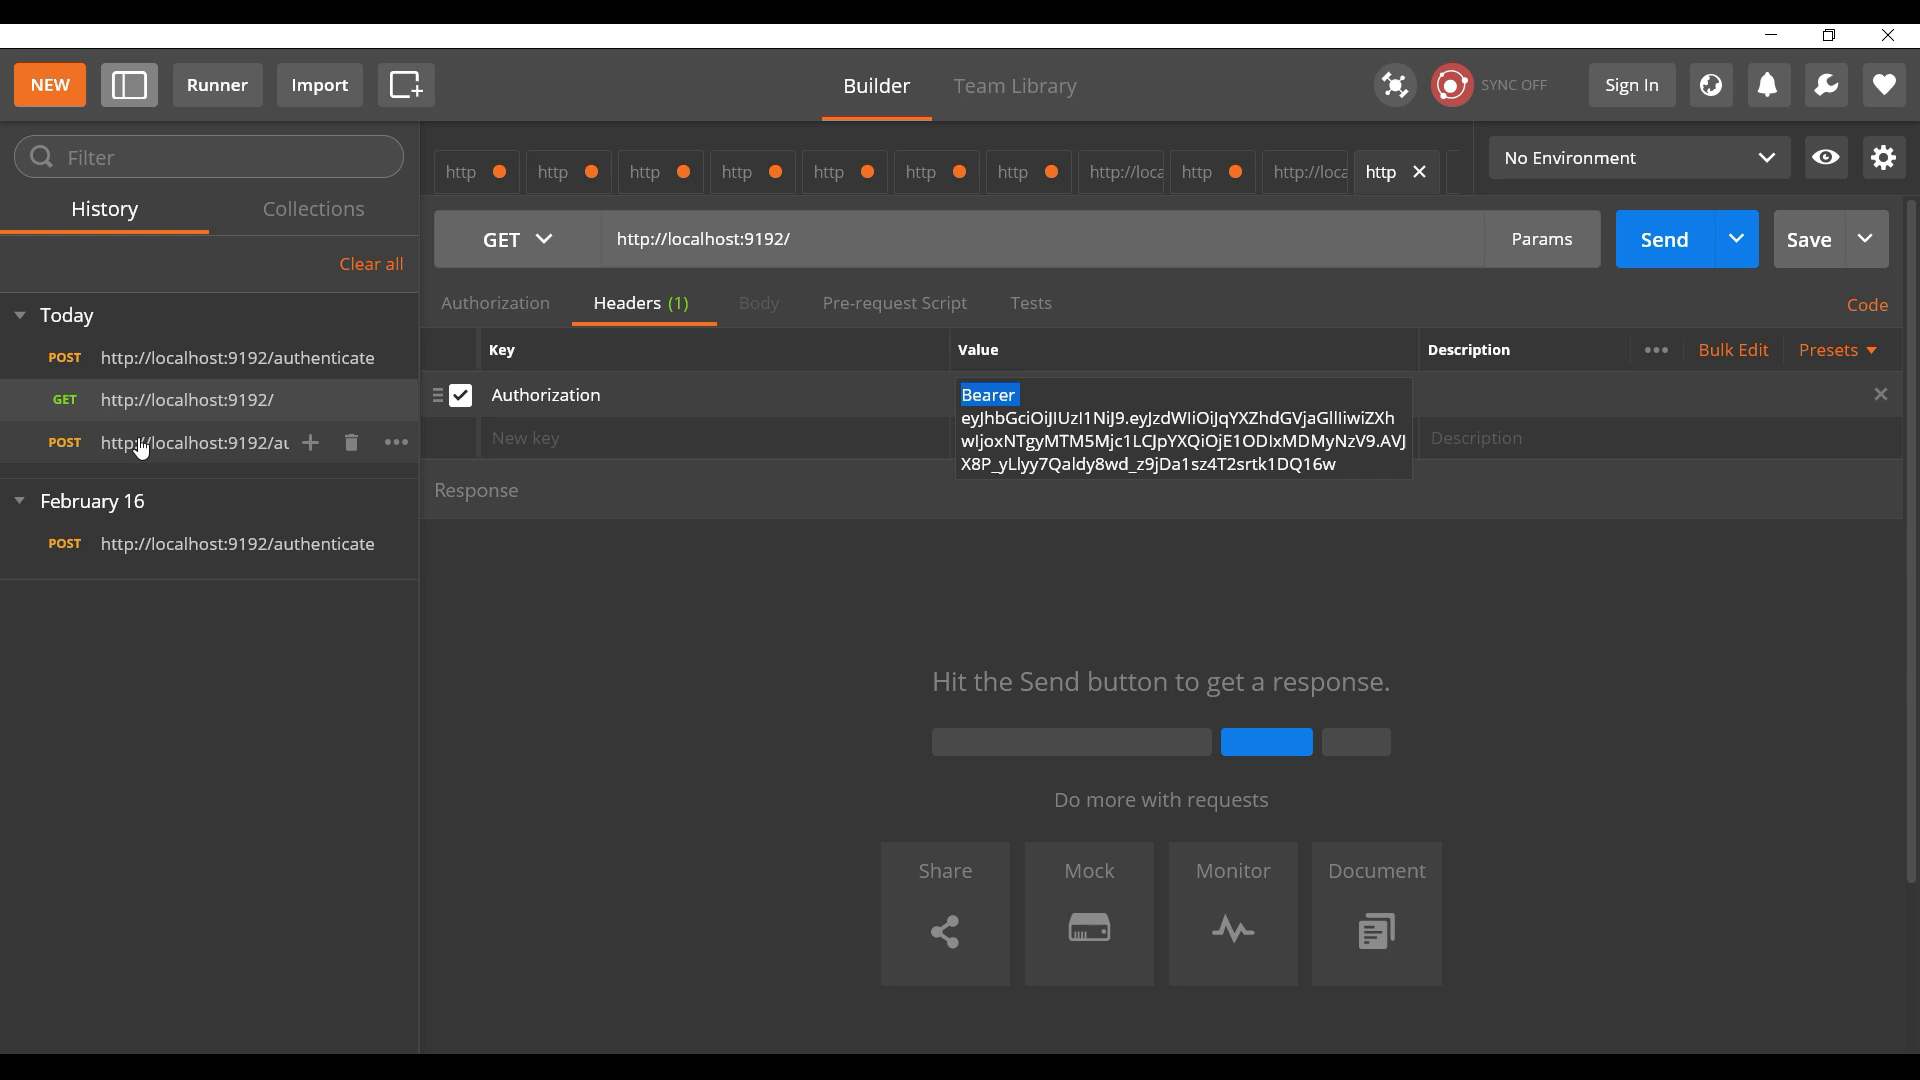 NEW
Runner
Import
Builder
Team Library
SYNC OFF
Sign In
Filter
http
http
http
http
http
http
http
http://loca
http
http://loca
http
No Environment
History
Collections
GET
http://localhost:9192/
Params
Send
Save
Clear all
Authorization
Headers (1)
Body
Pre-request Script
Tests
Code
Today
Key
Value
Description
Bulk Edit
Presets
POST http://localhost:9192/authenticate
GET http://localhost:9192/
POST http://localhost:9192/au
Authorization
Bearer
eyJhbGciOiJIUzI1NiJ9.eyJzdWIiOiJqYXZhdGVjaGllIiwiZXh
wIjoxNTgyMTM5Mjc1LCJpYXQiOjE1ODIxMDMyNzV9.AVJ
X8P_yLlyy7Qaldy8wd_z9jDa1sz4T2srtk1DQ16w
New key
Description
Response
February 16
POST http://localhost:9192/authenticate
Hit the Send button to get a response.
Do more with requests
Share
Mock
Monitor
Document